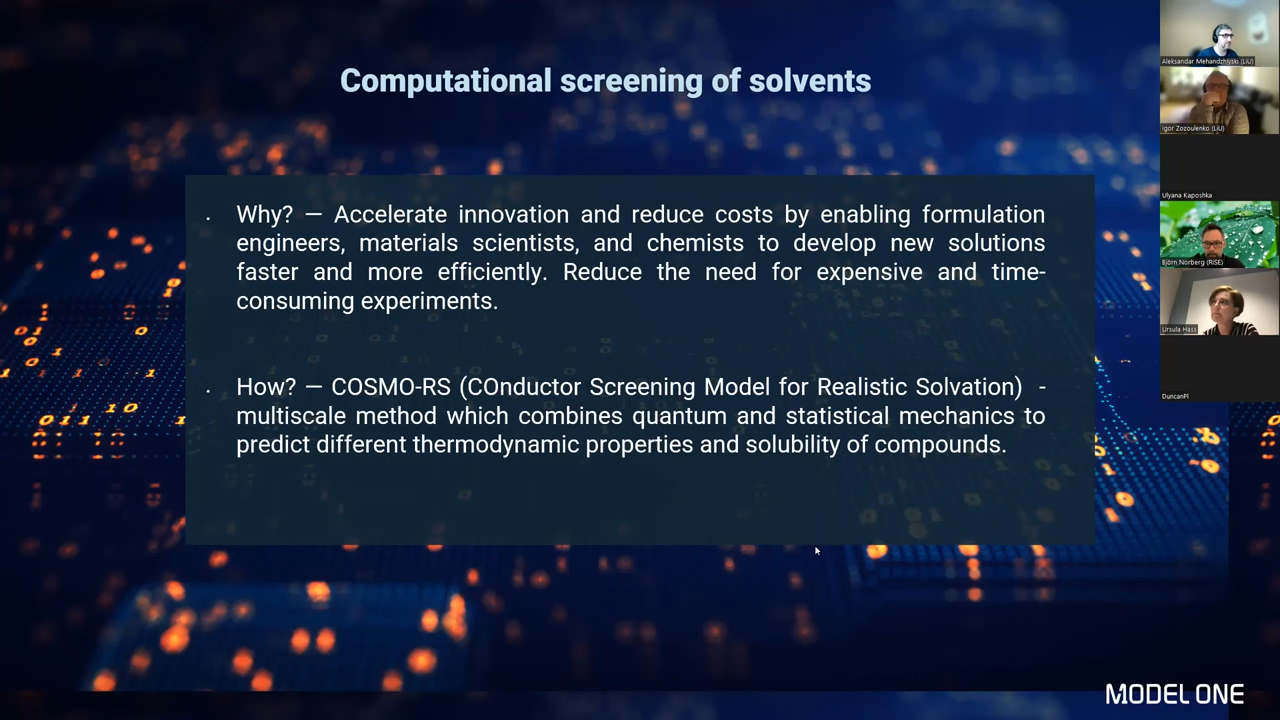 Computational screening of solvents
. Why? — Accelerate innovation and reduce costs by enabling formulation
engineers, materials scientists, and chemists to develop new solutions
faster and more efficiently. Reduce the need for expensive and time-
consuming experiments.
. How? — COSMO-RS (COnductor Screening Model for Realistic Solvation) -
multiscale method which combines quantum and statistical mechanics to
predict different thermodynamic properties and solubility of compounds.
Aleksandar Mehandzhiyski (LiU)
Igor Zozoulenko (LiU)
Ulyana Kaposhka
Björn Norberg (RISE)
Ursula Hass
DuncanPl
MODEL ONE